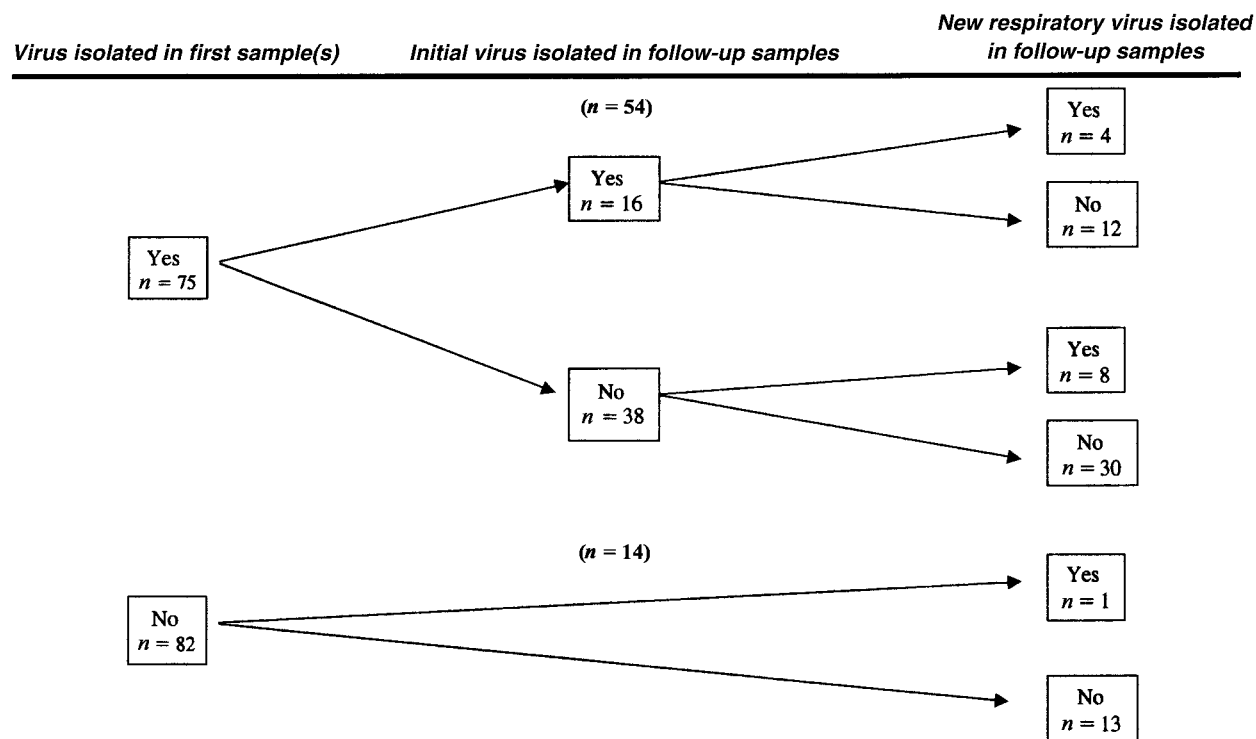 Virus isolated in first sample(s)
Initial virus isolated in follow-up samples
New respiratory virus isolated
in follow-up samples
(n = 54)
Yes
n = 4
Yes
n = 16
No
n = 12
Yes
n = 75
Yes
n = 8
No
n = 38
No
n = 30
(n = 14)
Yes
n = 1
No
n = 82
No
n = 13